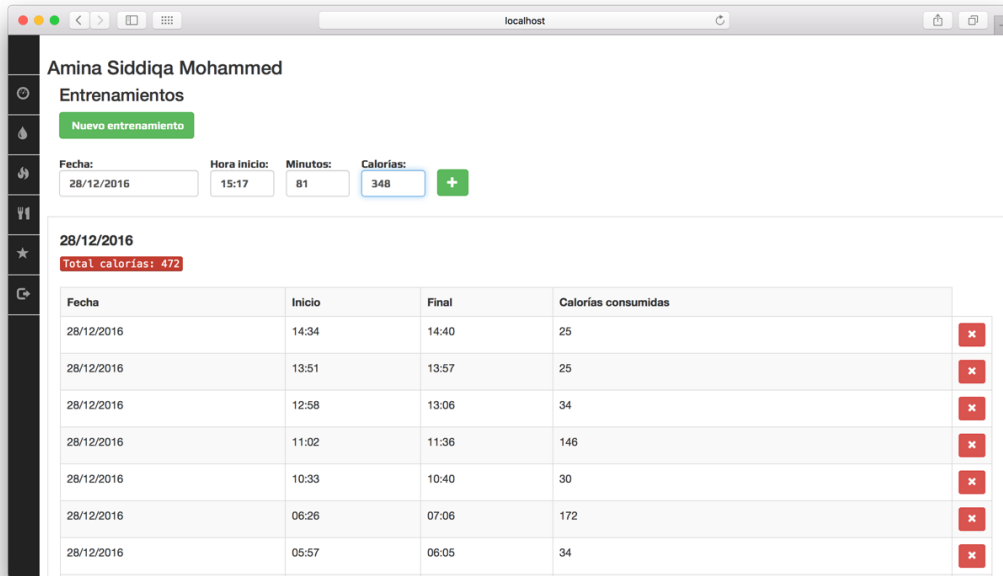 localhost
Amina Siddiqa Mohammed
Entrenamientos
Nuevo entrenamiento
Fecha: Hora inicio: Minutos: Calorias:
28/12/2016 15:17 81 348
28/12/2016
Total calorías: 472
Fecha Inicio Final Calorías consumidas
28/12/2016 14:34 14:40 25
28/12/2016 13:51 13:57 25
28/12/2016 12:58 13:06 34
28/12/2016 11:02 11:36 146
28/12/2016 10:33 10:40 30
28/12/2016 06:26 07:06 172
28/12/2016 05:57 06:05 34